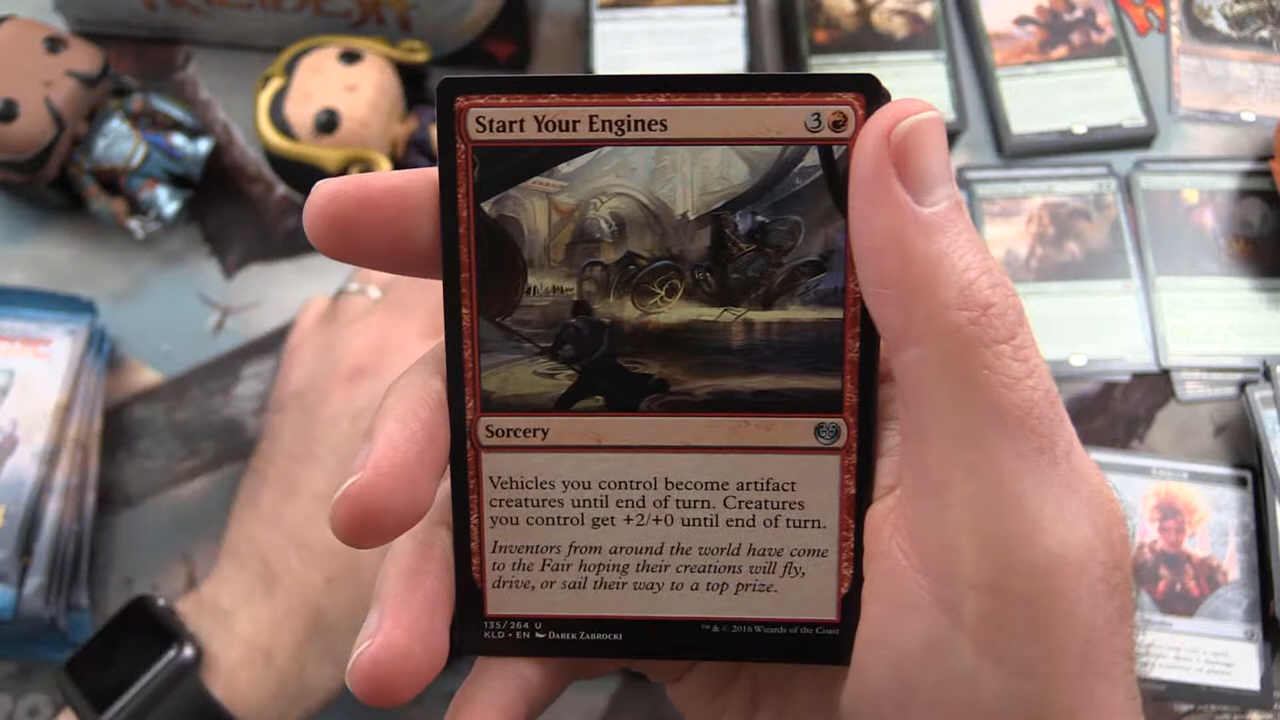 Start Your Engines 3
Sorcery
Vehicles you control become artifact
creatures until end of turn. Creatures
you control get +2/+0 until end of turn.
Inventors from around the world have come
to the Fair hoping their creations will fly,
drive, or sail their way to a top prize.
135/264 U
KLD • EN DAREK ZABROCKI
™ & © 2016 Wizards of the Coast